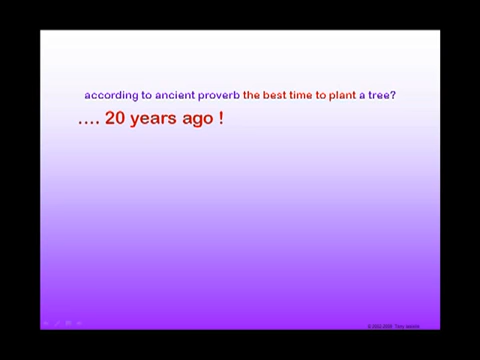 according to ancient proverb the best time to plant a tree?
.... 20 years ago !